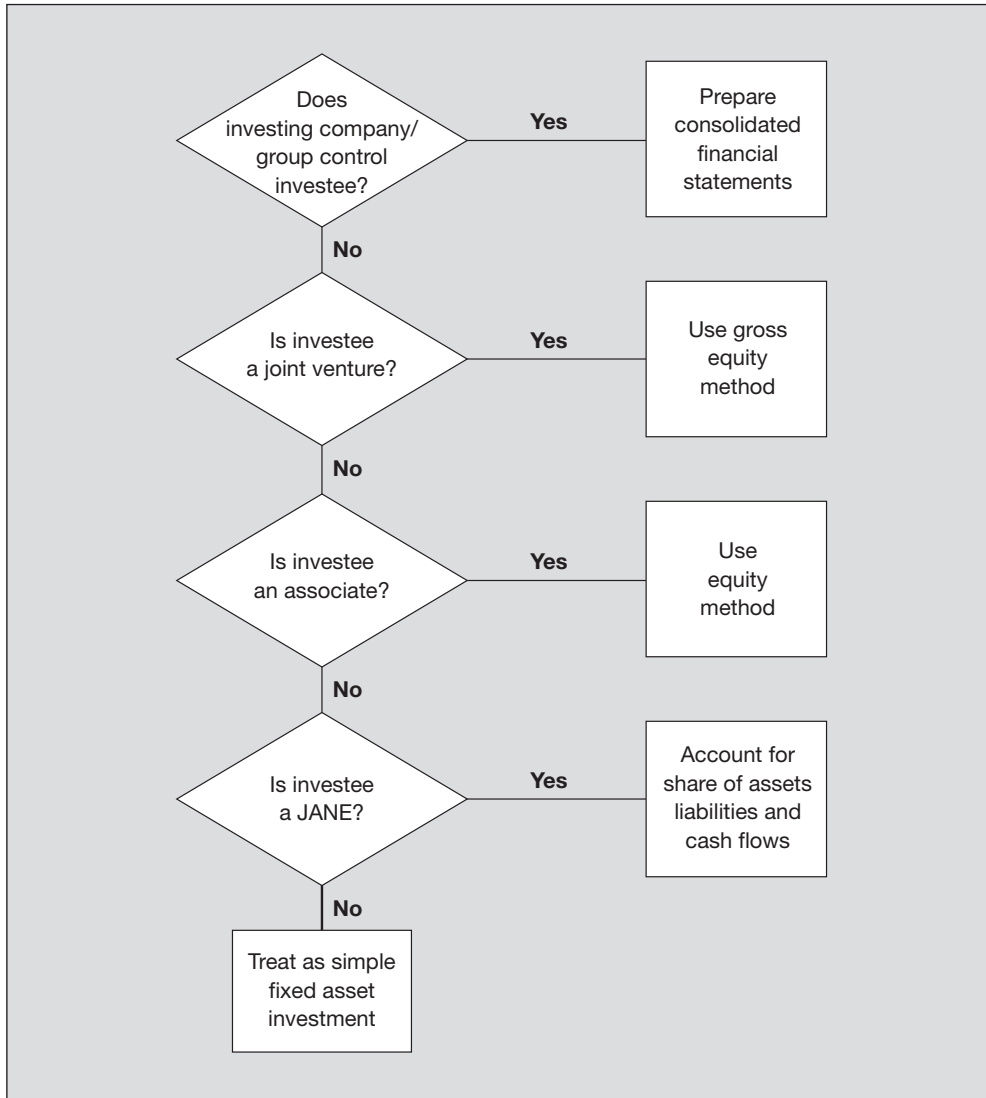 Does
investing company/
group control
investee?
Yes
Prepare
consolidated
financial
statements
No
Is investee
a joint venture?
Yes
Use gross
equity
method
No
Is investee
an associate?
Yes
Use
equity
method
No
Is investee
a JANE?
Yes
Account for
share of assets
liabilities and
cash flows
No
Treat as simple
fixed asset
investment